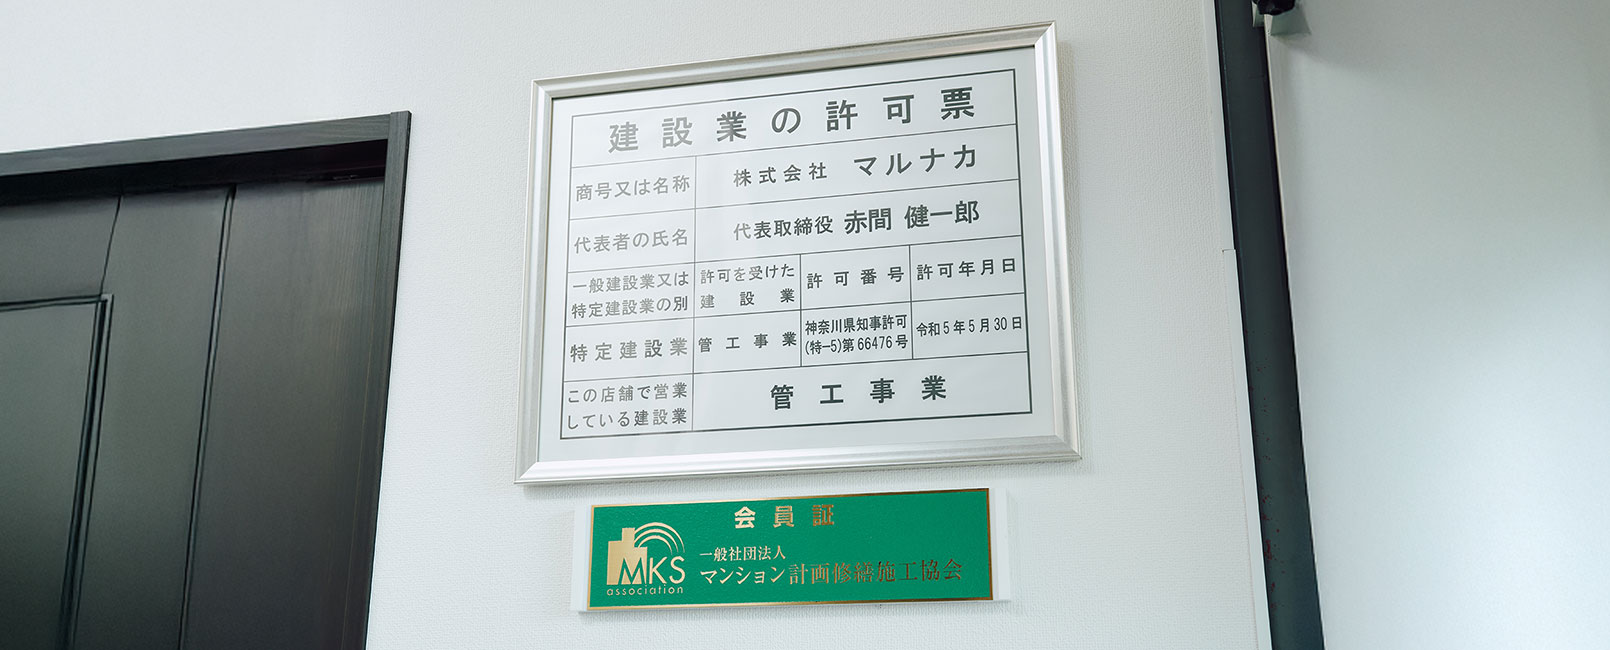 建設業の許可票
商号又は名称 株式会社 マルナカ
代表者の氏名 代表取締役 赤間 健一郎
一般建設業又は
特定建設業の別
許可を受けた
建設業
許可番号
許可年月日
特定建設業
管工事業
神奈川県知事許可
(特−5)第66476号
令和5年5月30日
この店舗で営業
している建設業
管工事業
会員証
MKS
association
一般社団法人
マンション計画修繕施工協会